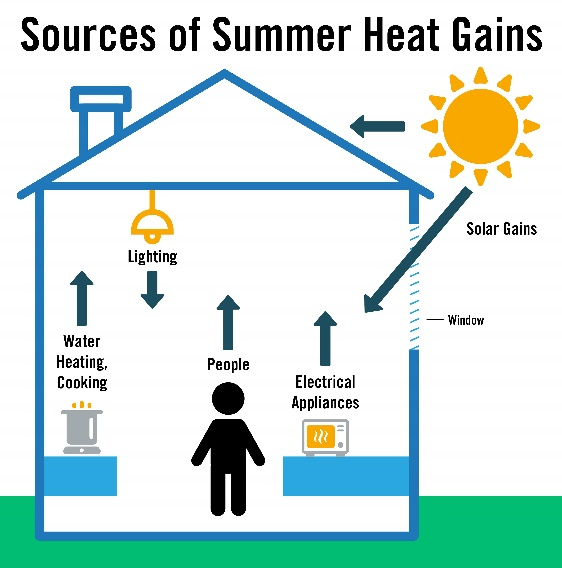 Sources of Summer Heat Gains
Solar Gains
Lighting
Window
Water
Heating,
Cooking
People
Electrical
Appliances